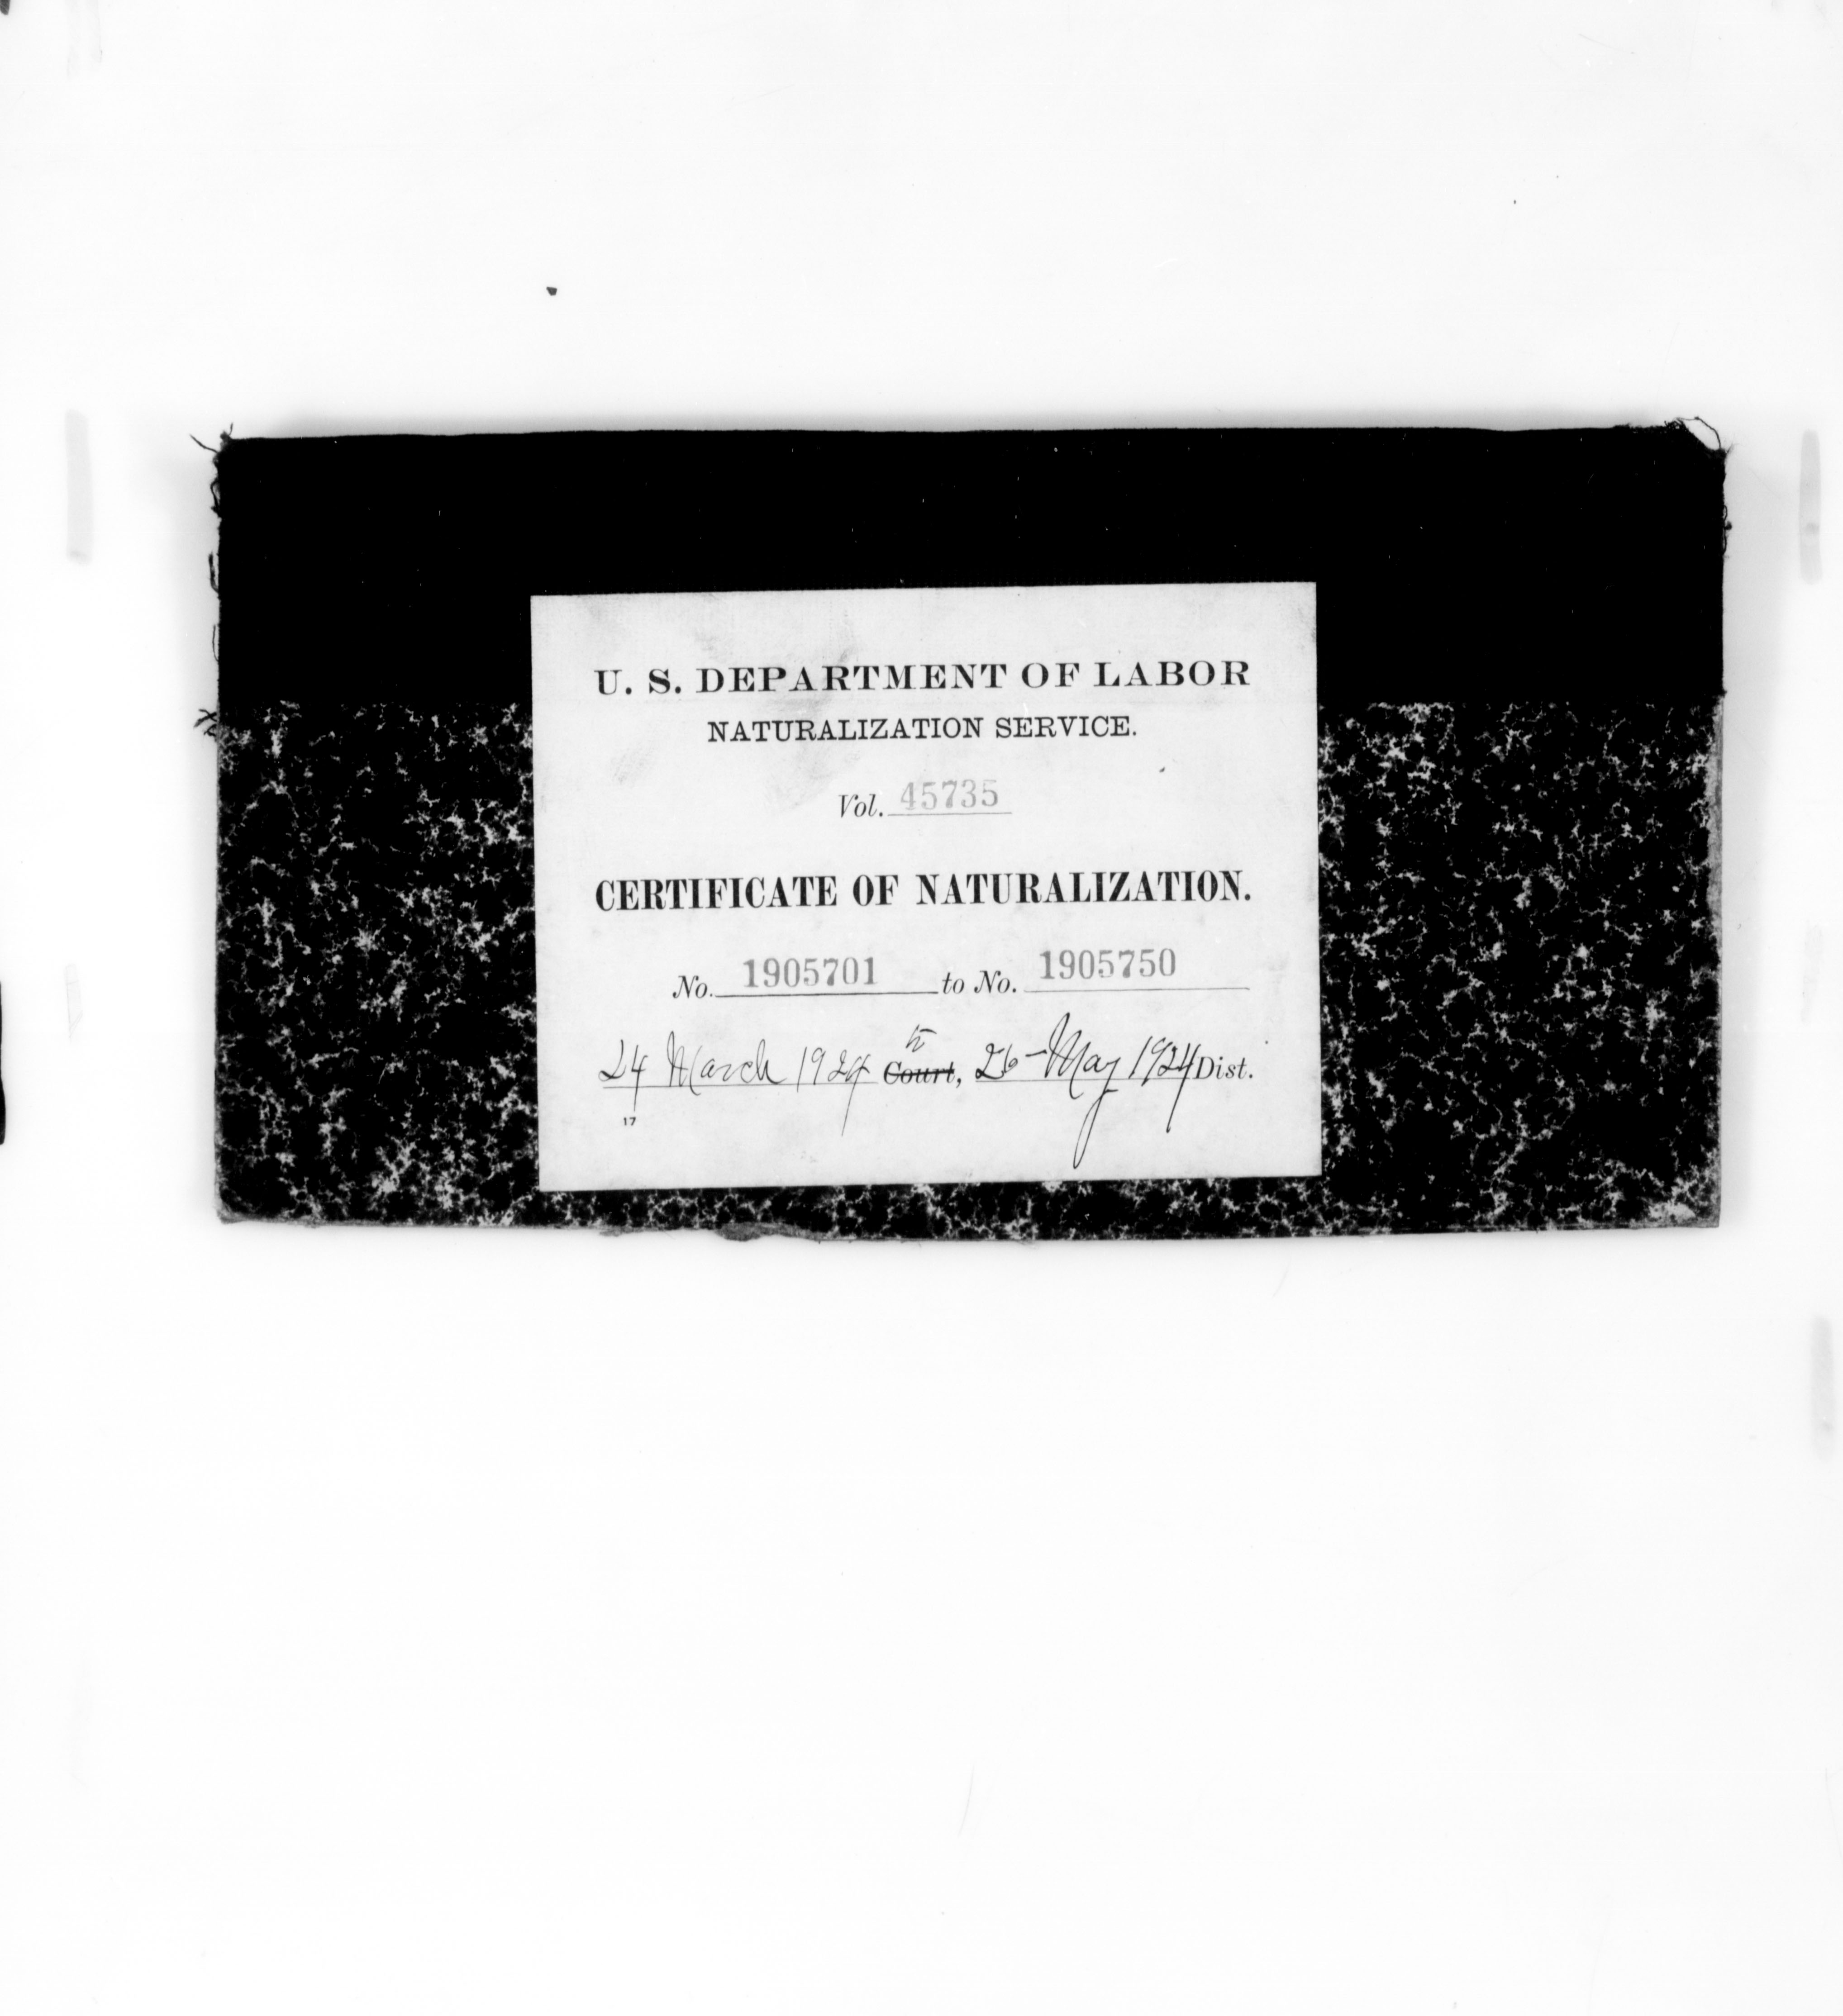 U. S. DEPARTMENT OF LABOR
NATURALIZATION SERVICE.
Vol. 45735
CERTIFICATE OF NATURALIZATION.
No. 1905701 to No. 1905750
to
24 March 1924 Court, 26 - May 1924 Dist.
17